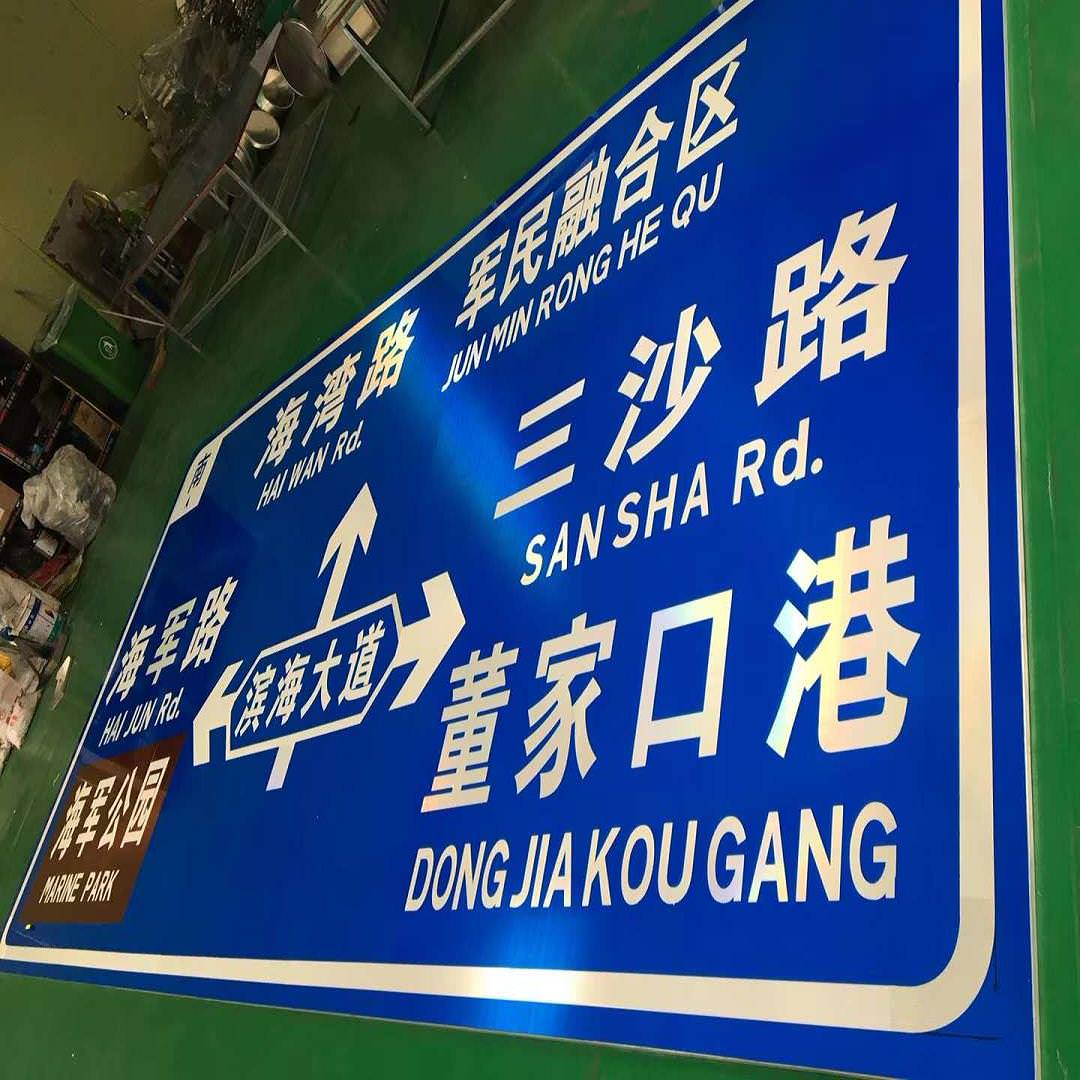 南
海湾路
HAI WAN Rd.
军民融合区
JUN MIN RONG HE QU
海军路
HAI JUN Rd.
海军公园
MARINE PARK
滨海大道
三沙路
SAN SHA Rd.
董家口港
DONG JIA KOU GANG